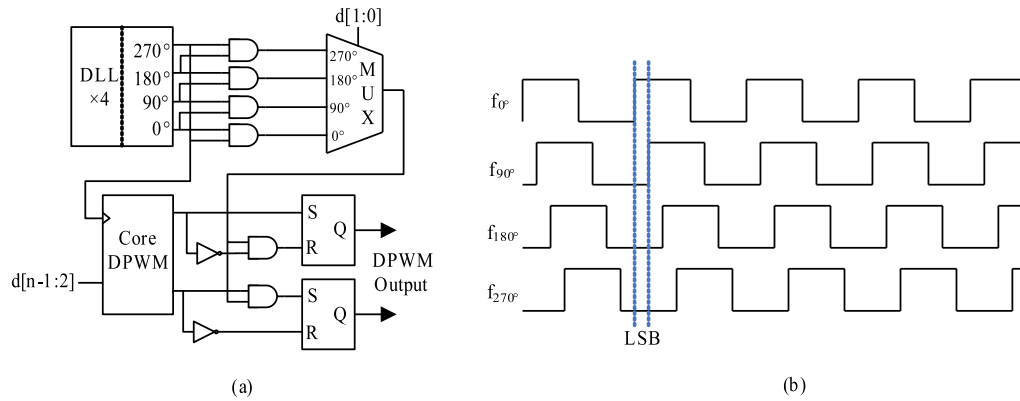 d[1:0]
DLL
×4
270°
180°
90°
0°
270°
180°
90°
0°
MUX
Core
DPWM
d[n-1:2]
S
R
Q
S
R
Q
DPWM
Output
(a)
f0°
f90°
f180°
f270°
LSB
(b)